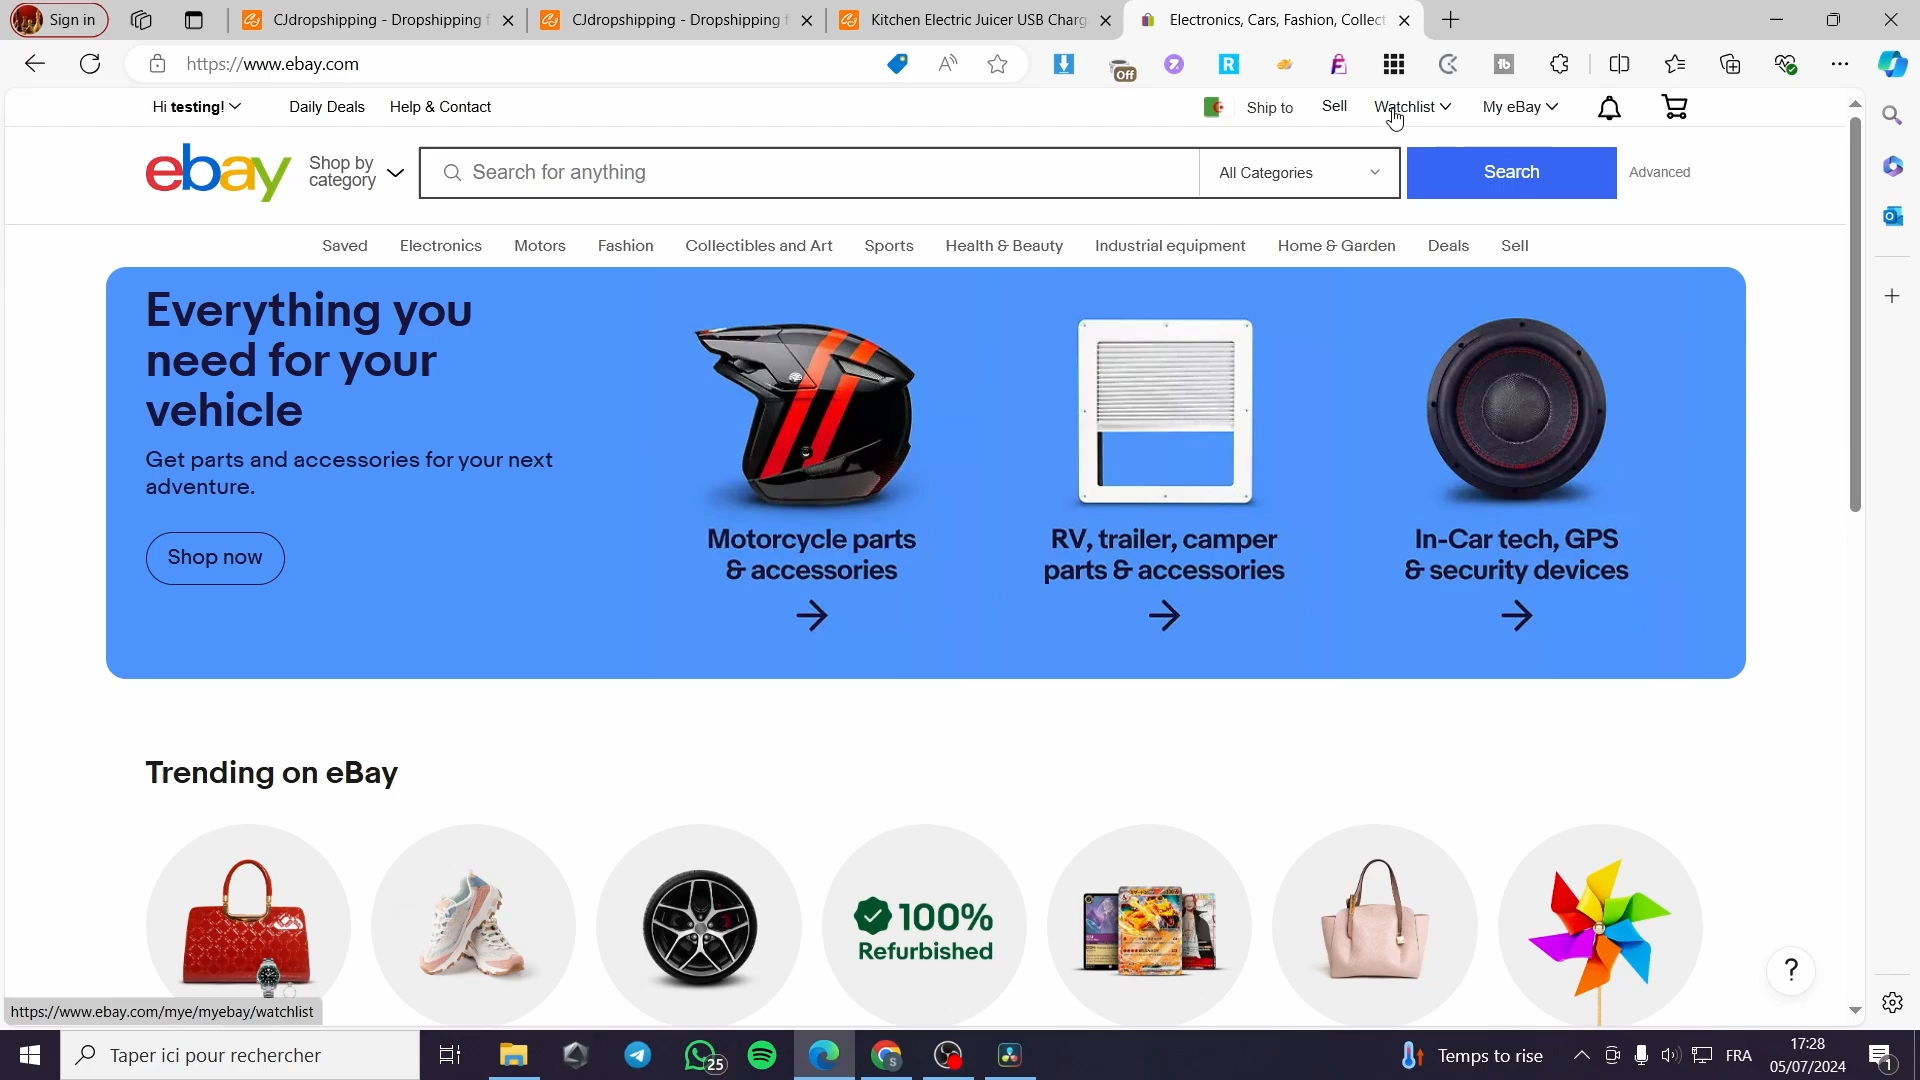 Sign in
CJdropshipping - Dropshipping f
CJdropshipping - Dropshipping f
Kitchen Electric Juicer USB Charg
Electronics, Cars, Fashion, Collect
https://www.ebay.com
Off
Hi testing!
Daily Deals
Help & Contact
Ship to
Sell
Watchlist
My eBay
ebay
Shop by
category
Search for anything
All Categories
Search
Advanced
Saved
Electronics
Motors
Fashion
Collectibles and Art
Sports
Health & Beauty
Industrial equipment
Home & Garden
Deals
Sell
Everything you
need for your
vehicle
Get parts and accessories for your next
adventure.
Shop now
Motorcycle parts
& accessories
RV, trailer, camper
parts & accessories
In-Car tech, GPS
& security devices
Trending on eBay
100%
Refurbished
?
https://www.ebay.com/mye/myebay/watchlist
Taper ici pour rechercher
25
Temps to rise
FRA
17:28
05/07/2024
1